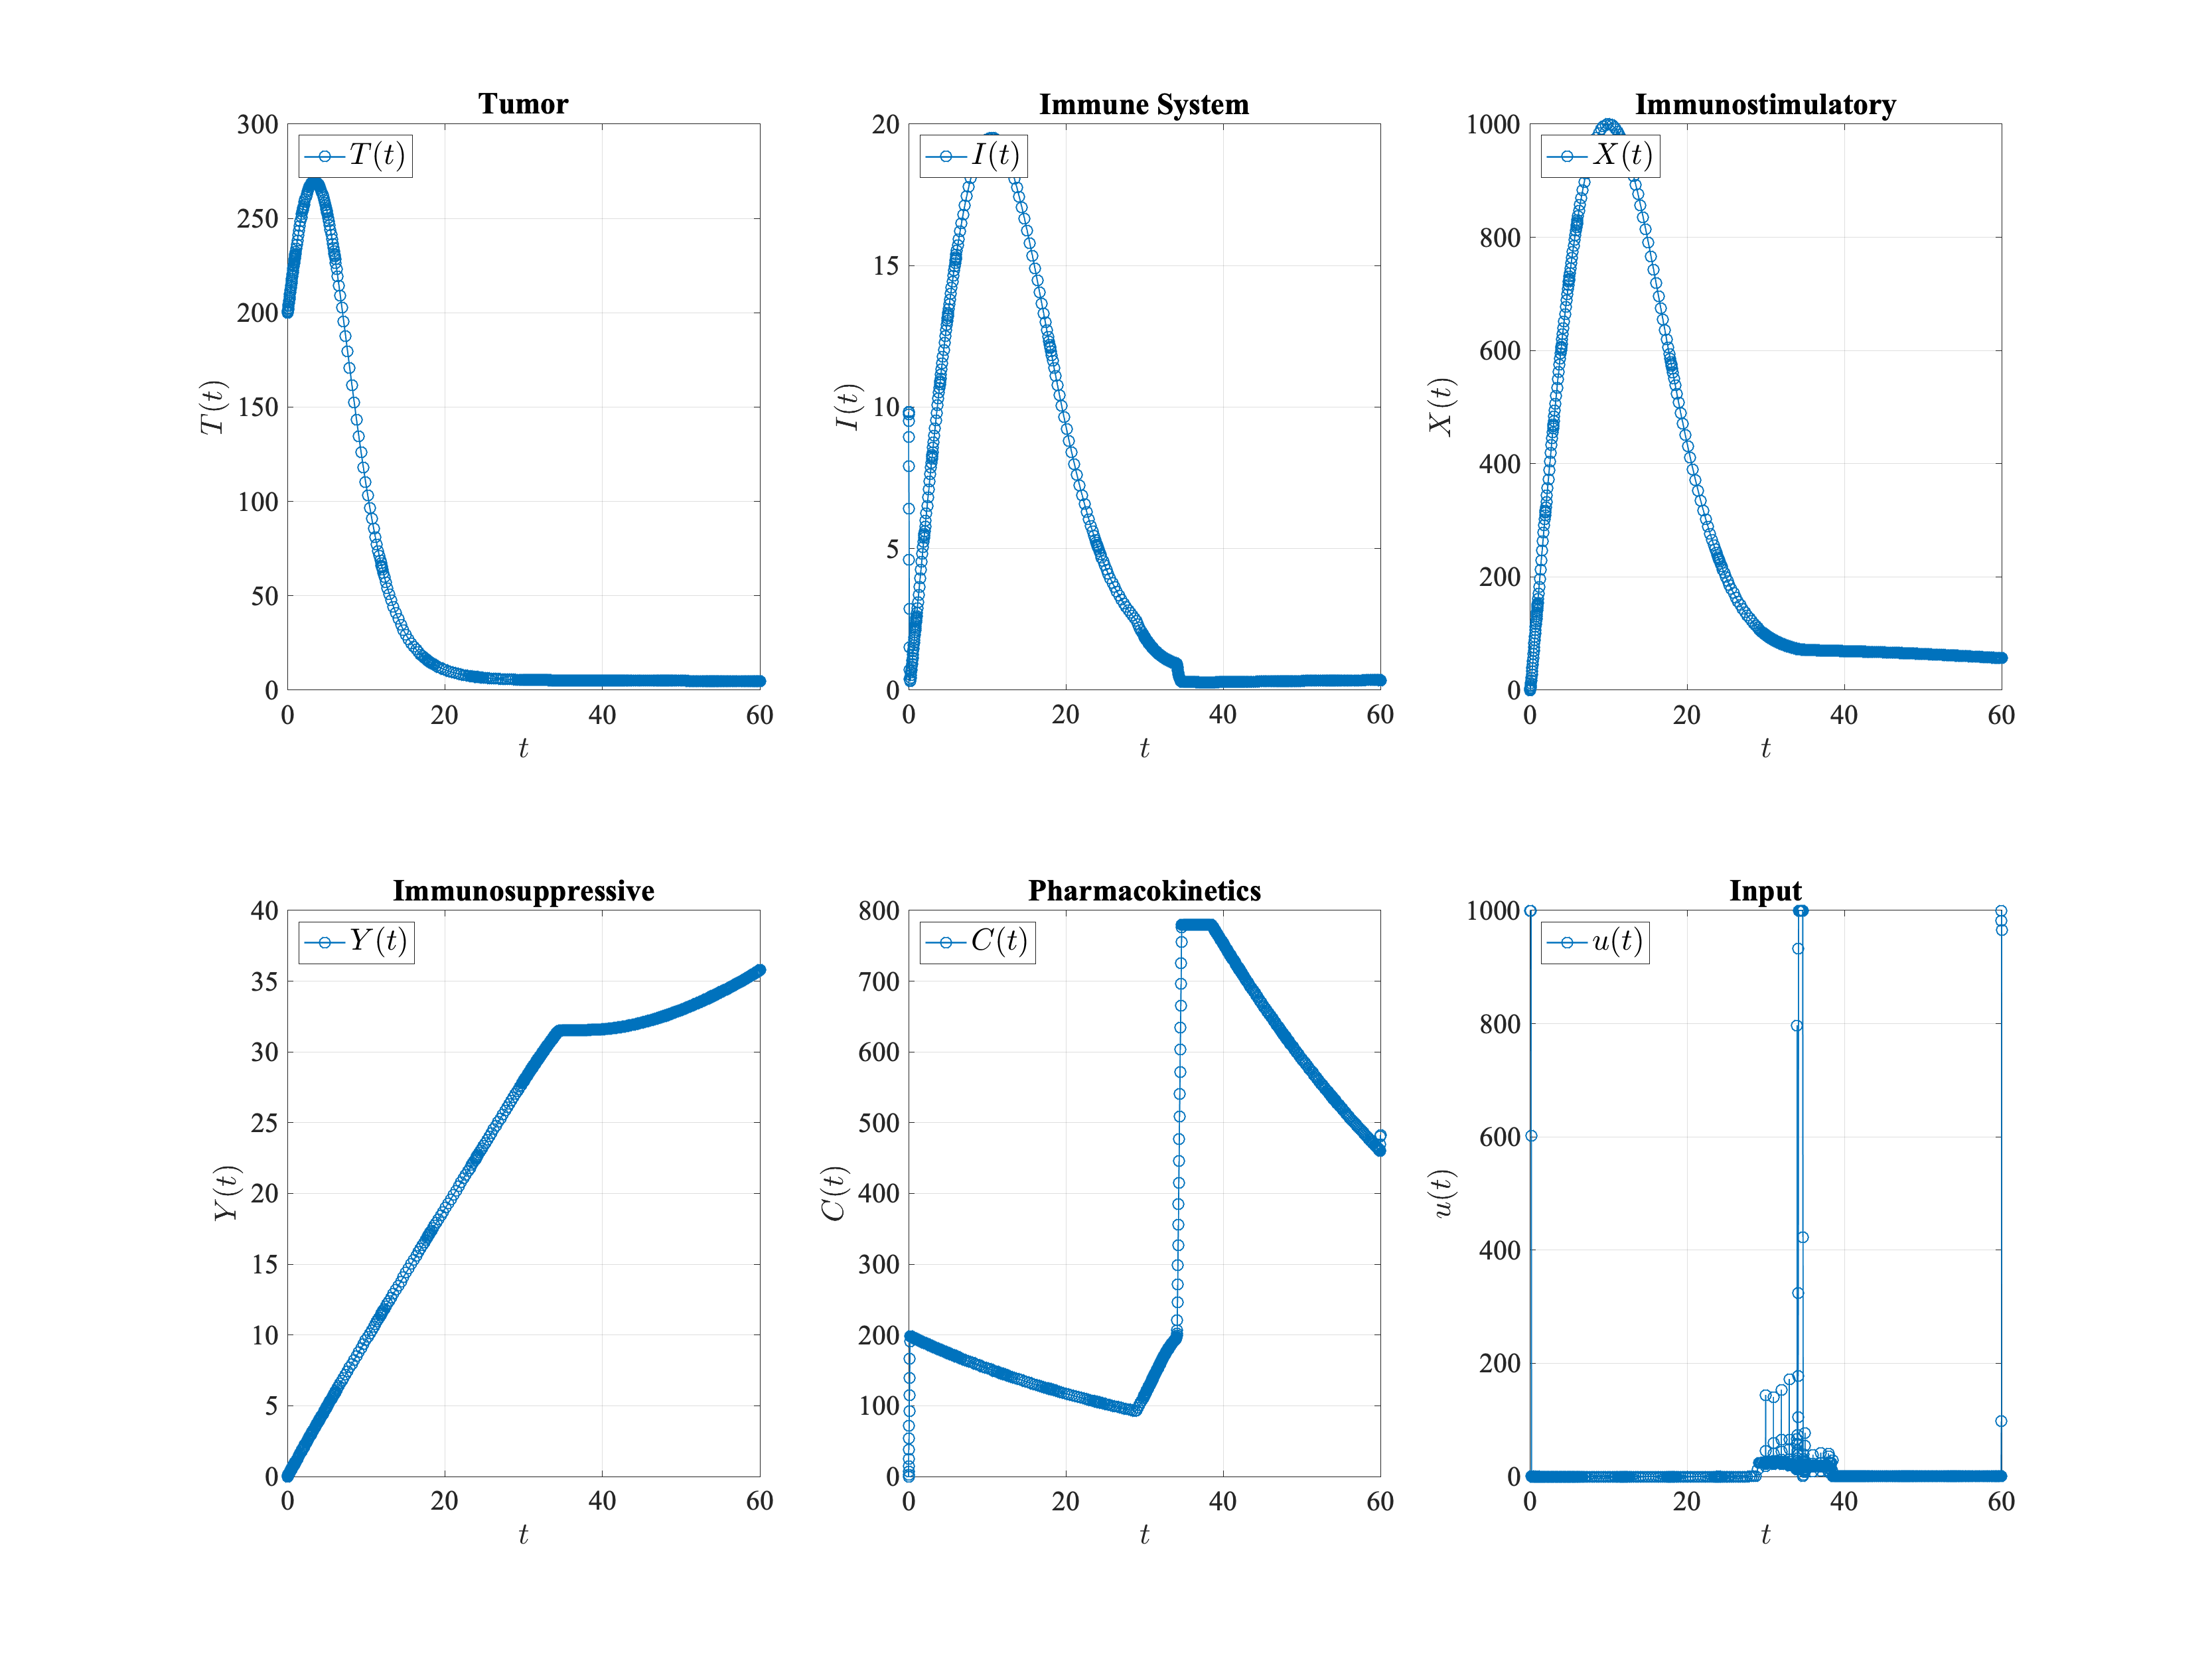 Tumor
T(t)
300
250
200
150
100
50
0
0 20 40 60
T(t)
t
Immune System
I(t)
20
15
10
5
0
0 20 40 60
I(t)
t
Immunostimulatory
X(t)
1000
800
600
400
200
0
0 20 40 60
X(t)
t
Immunosuppressive
Y(t)
40
35
30
25
20
15
10
5
0
0 20 40 60
Y(t)
t
Pharmacokinetics
C(t)
800
700
600
500
400
300
200
100
0
0 20 40 60
C(t)
t
Input
u(t)
1000
800
600
400
200
0
0 20 40 60
u(t)
t